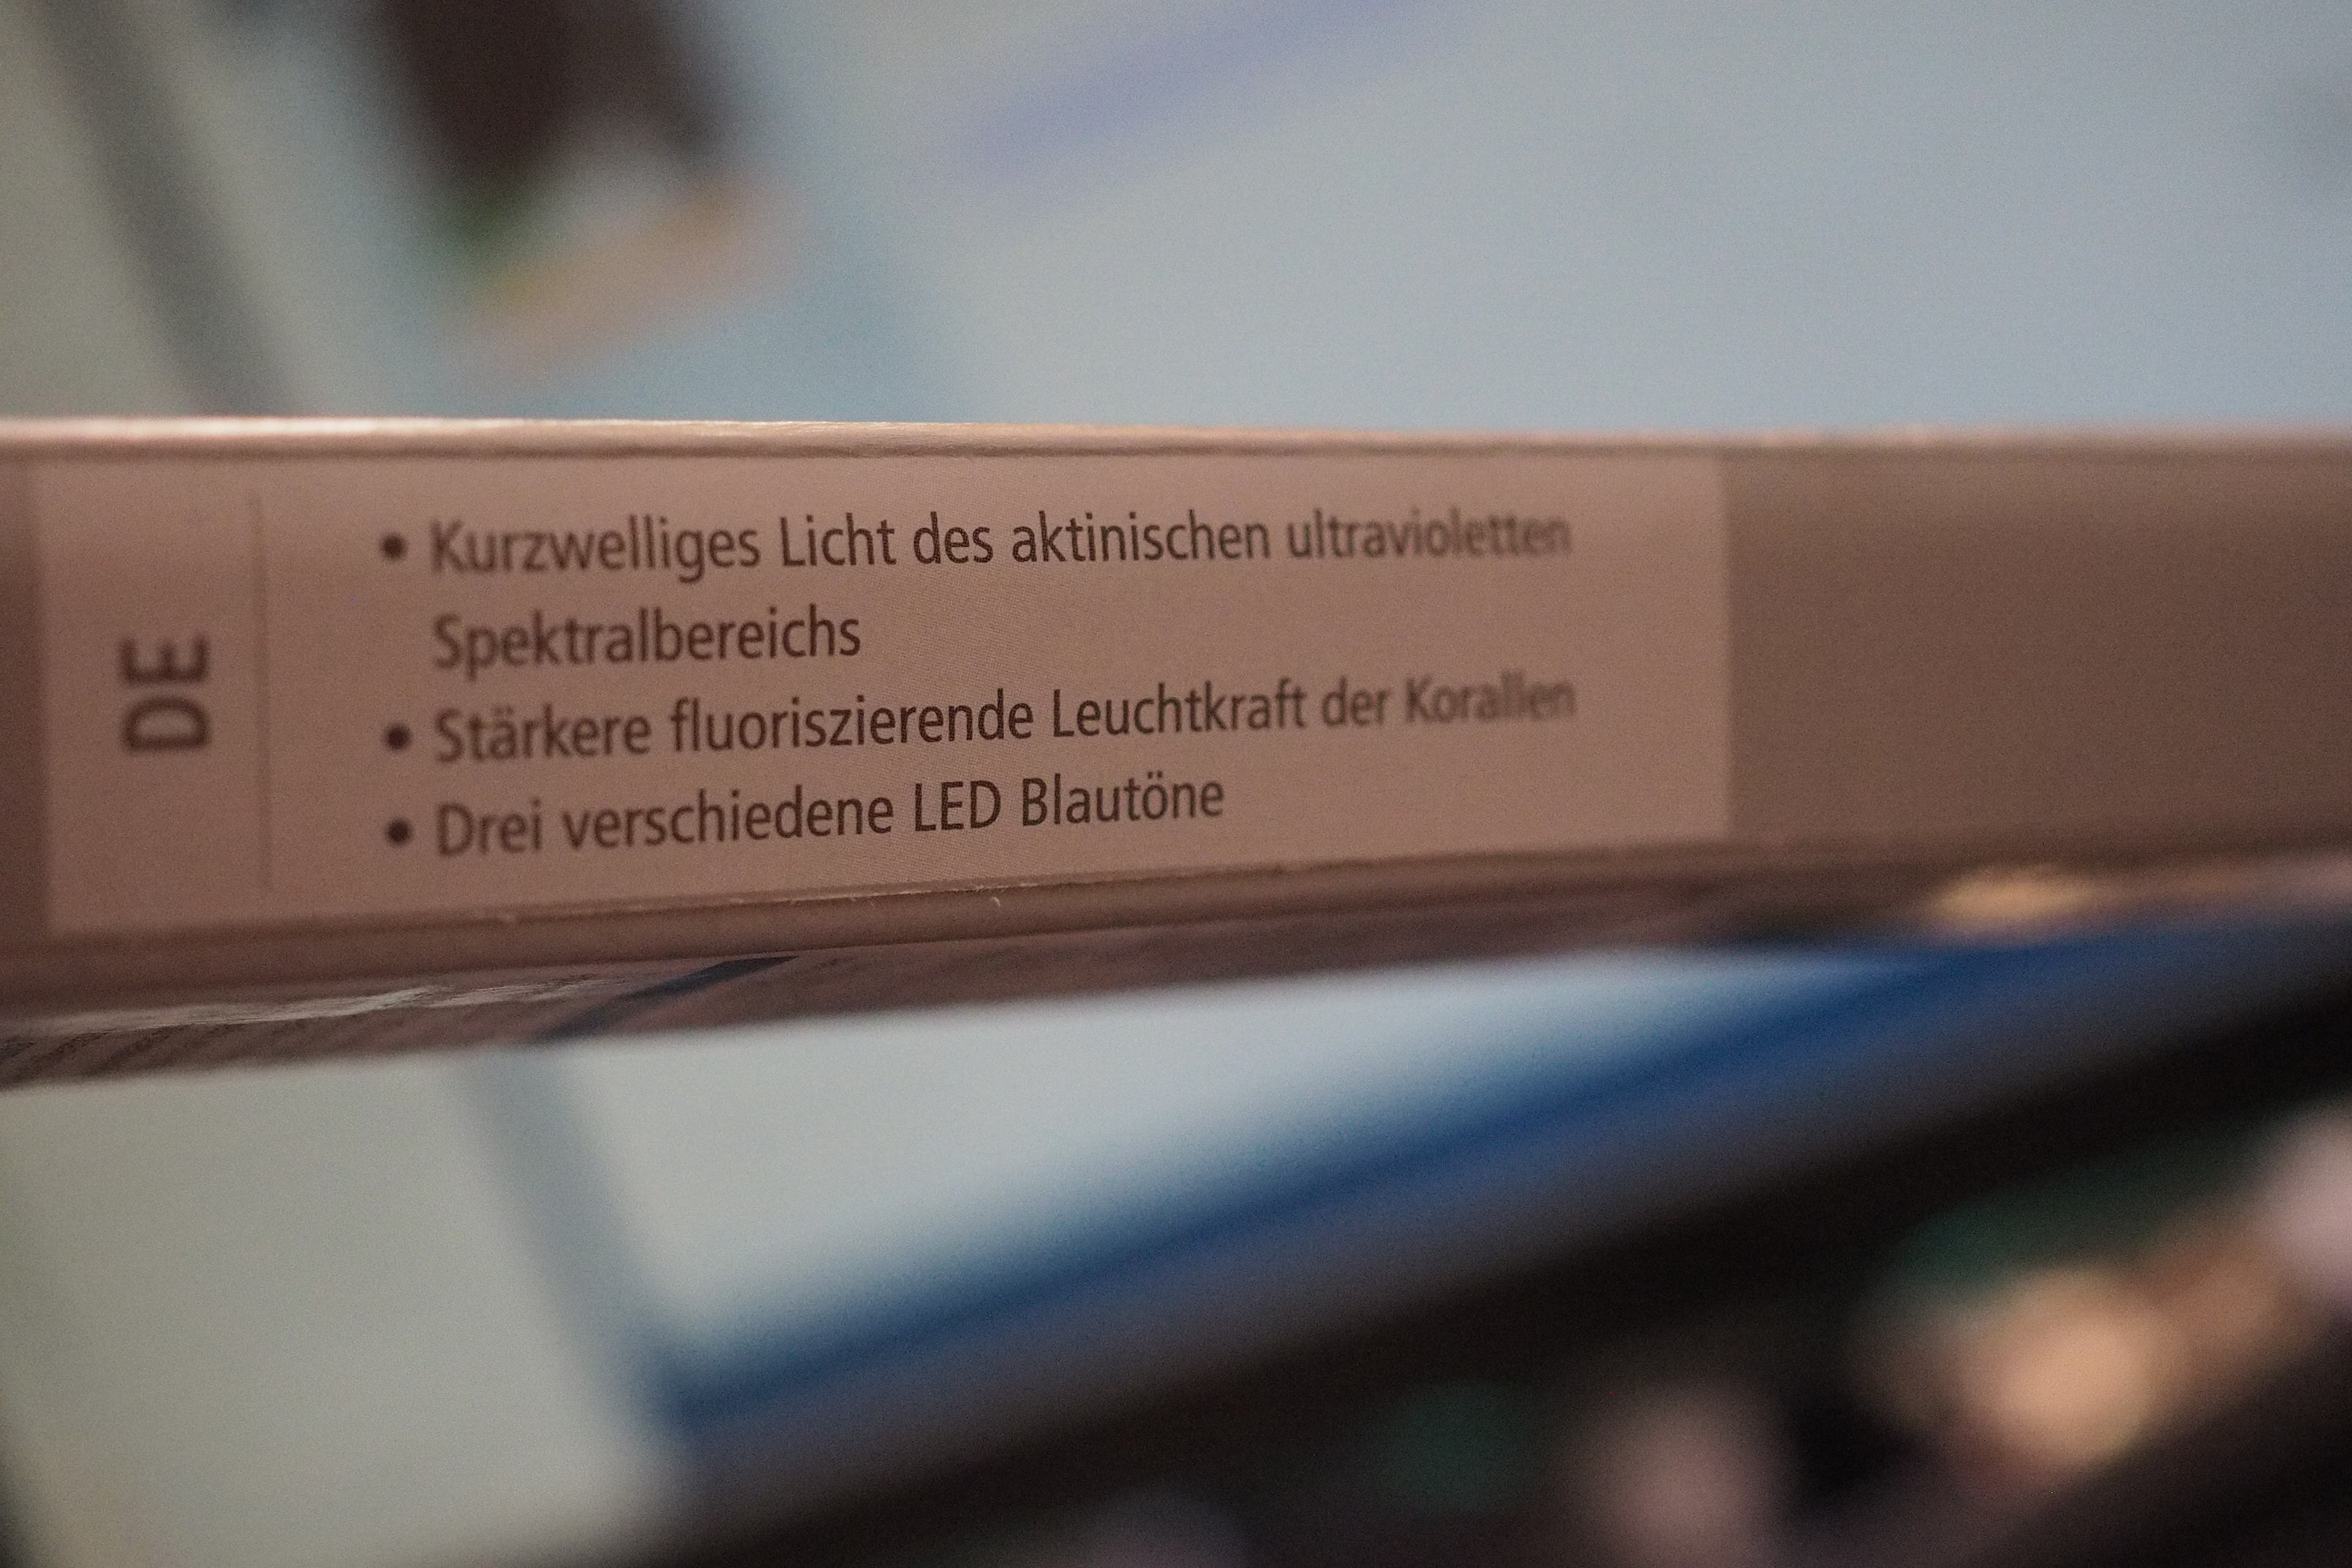 DE
• Kurzwelliges Licht des aktinischen ultravioletten
Spektralbereichs
• Stärkere fluoriszierende Leuchtkraft der Korallen
• Drei verschiedene LED Blautöne